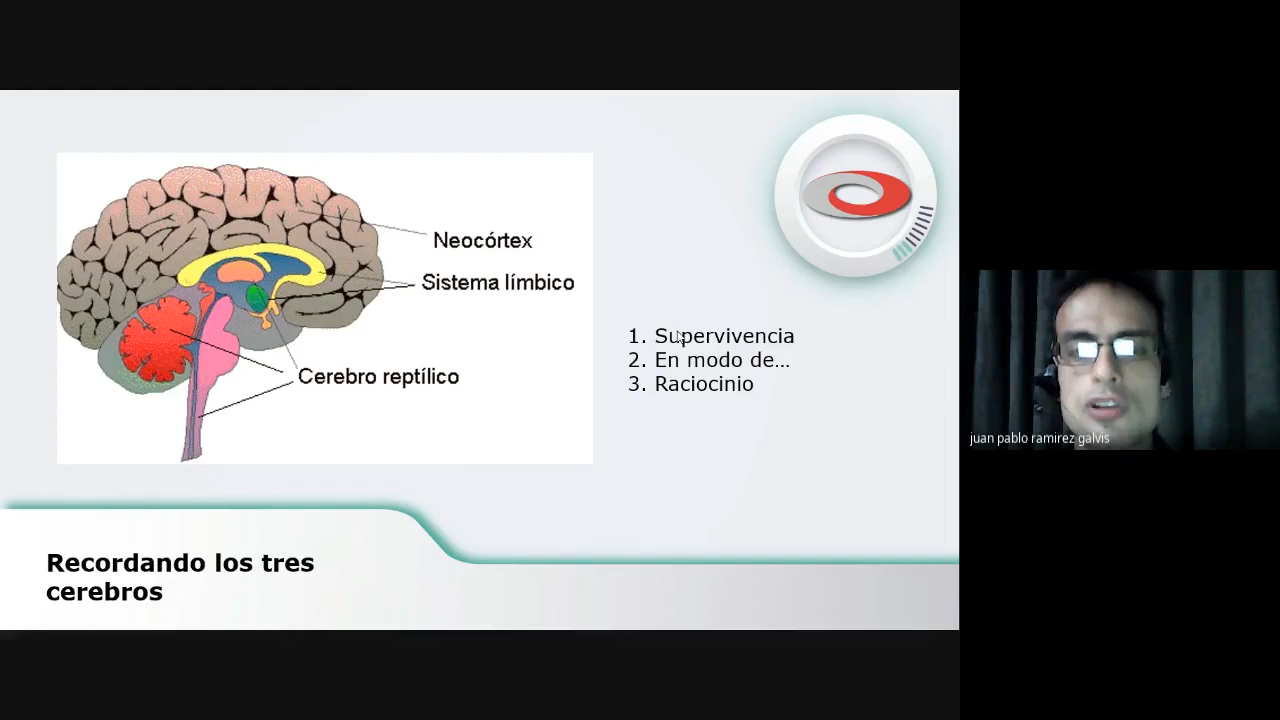 Neocórtex
Sistema límbico
Cerebro reptílico
1. Supervivencia
2. En modo de...
3. Raciocinio
Recordando los tres
cerebros
juan pablo ramirez galvis